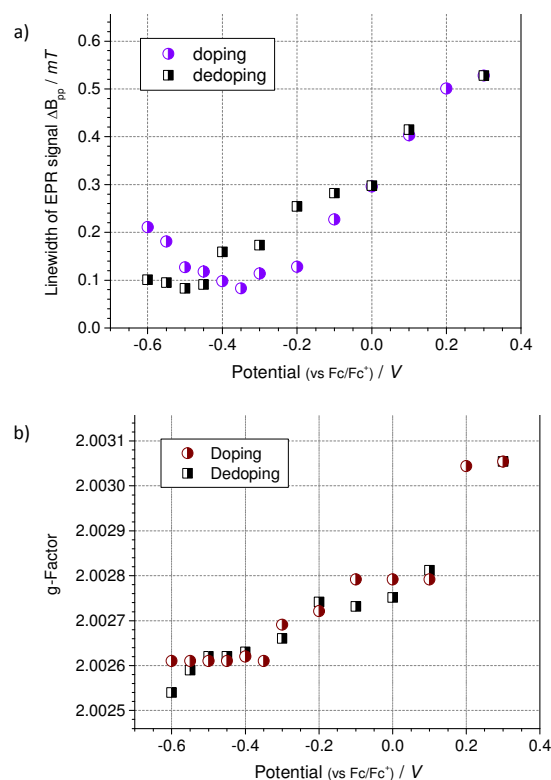 a)
0.6
0.5
0.4
0.3
0.2
0.1
0.0
Linewidth of EPR signal ΔBpp / mT
doping
dedoping
-0.6 -0.4 -0.2 0.0 0.2 0.4
Potential (vs Fc/Fc+) / V
b)
2.0031
2.0030
2.0029
2.0028
2.0027
2.0026
2.0025
g-Factor
Doping
Dedoping
-0.6 -0.4 -0.2 0.0 0.2 0.4
Potential (vs Fc/Fc+) / V